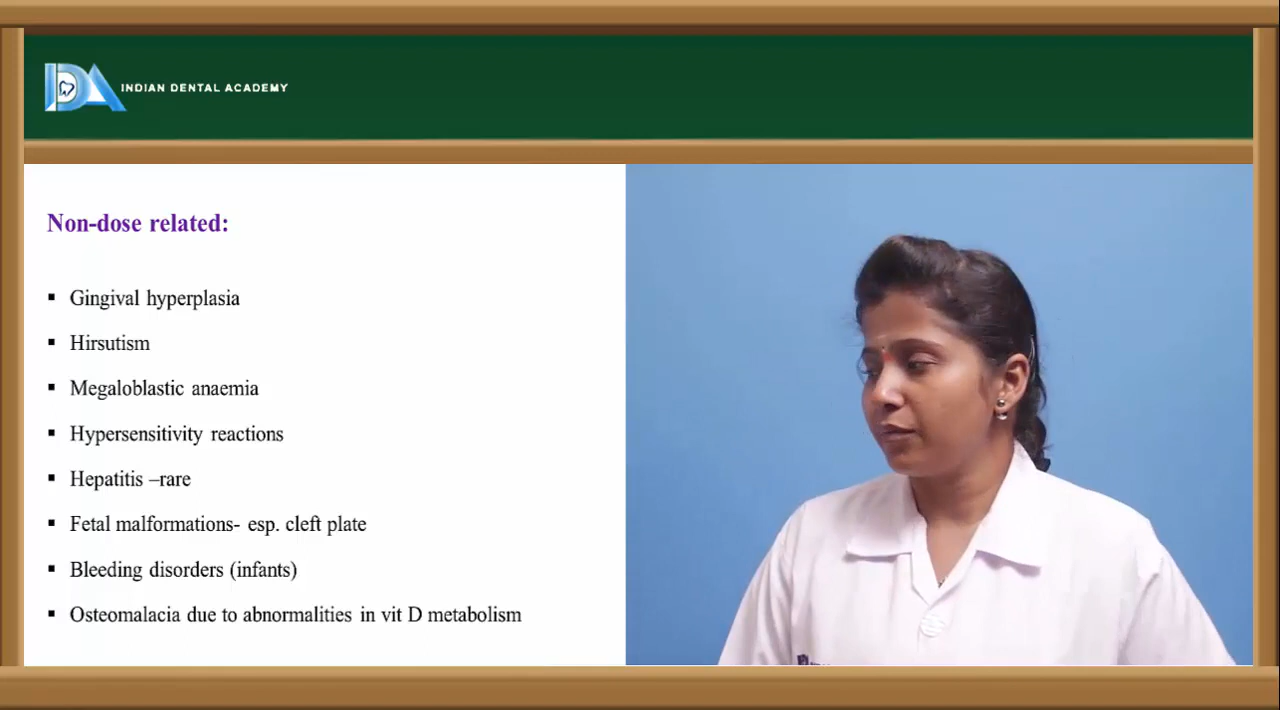 INDIAN DENTAL ACADEMY
Non-dose related:
▪ Gingival hyperplasia
▪ Hirsutism
▪ Megaloblastic anaemia
▪ Hypersensitivity reactions
▪ Hepatitis –rare
▪ Fetal malformations- esp. cleft plate
▪ Bleeding disorders (infants)
▪ Osteomalacia due to abnormalities in vit D metabolism